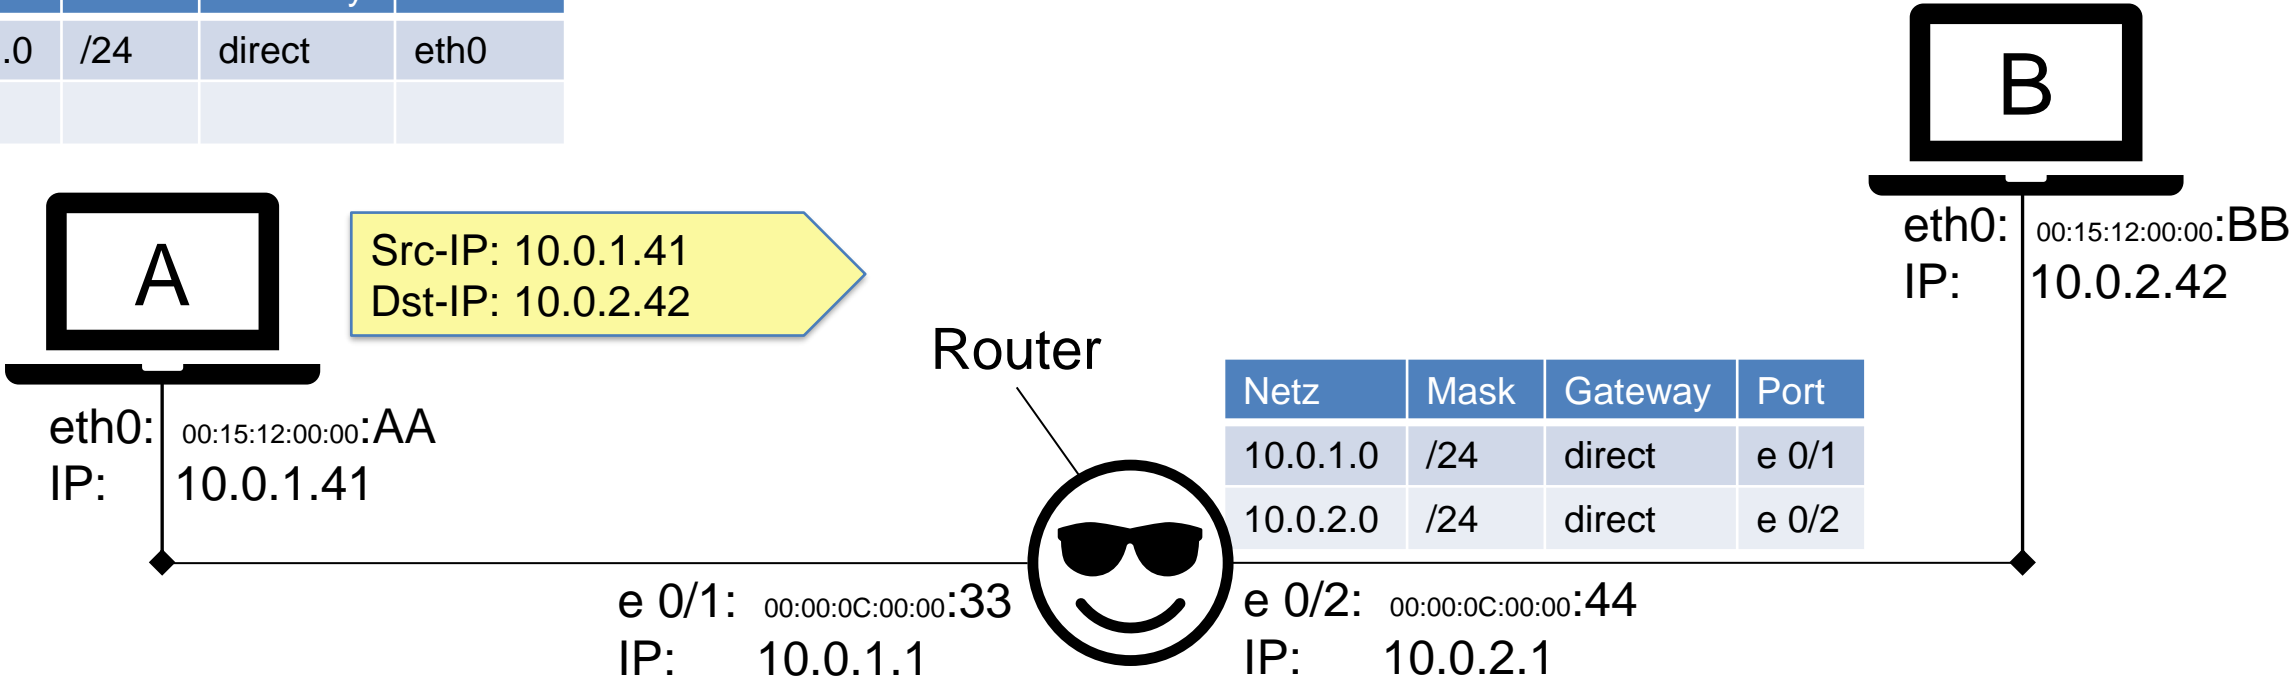 .0 /24 direct eth0
A
B
Src-IP: 10.0.1.41
Dst-IP: 10.0.2.42
eth0: 00:15:12:00:00:BB
IP: 10.0.2.42
Router
eth0: 00:15:12:00:00:AA
IP: 10.0.1.41
Netz Mask Gateway Port
10.0.1.0 /24 direct e 0/1
10.0.2.0 /24 direct e 0/2
e 0/1: 00:00:0C:00:00:33
IP: 10.0.1.1
e 0/2: 00:00:0C:00:00:44
IP: 10.0.2.1